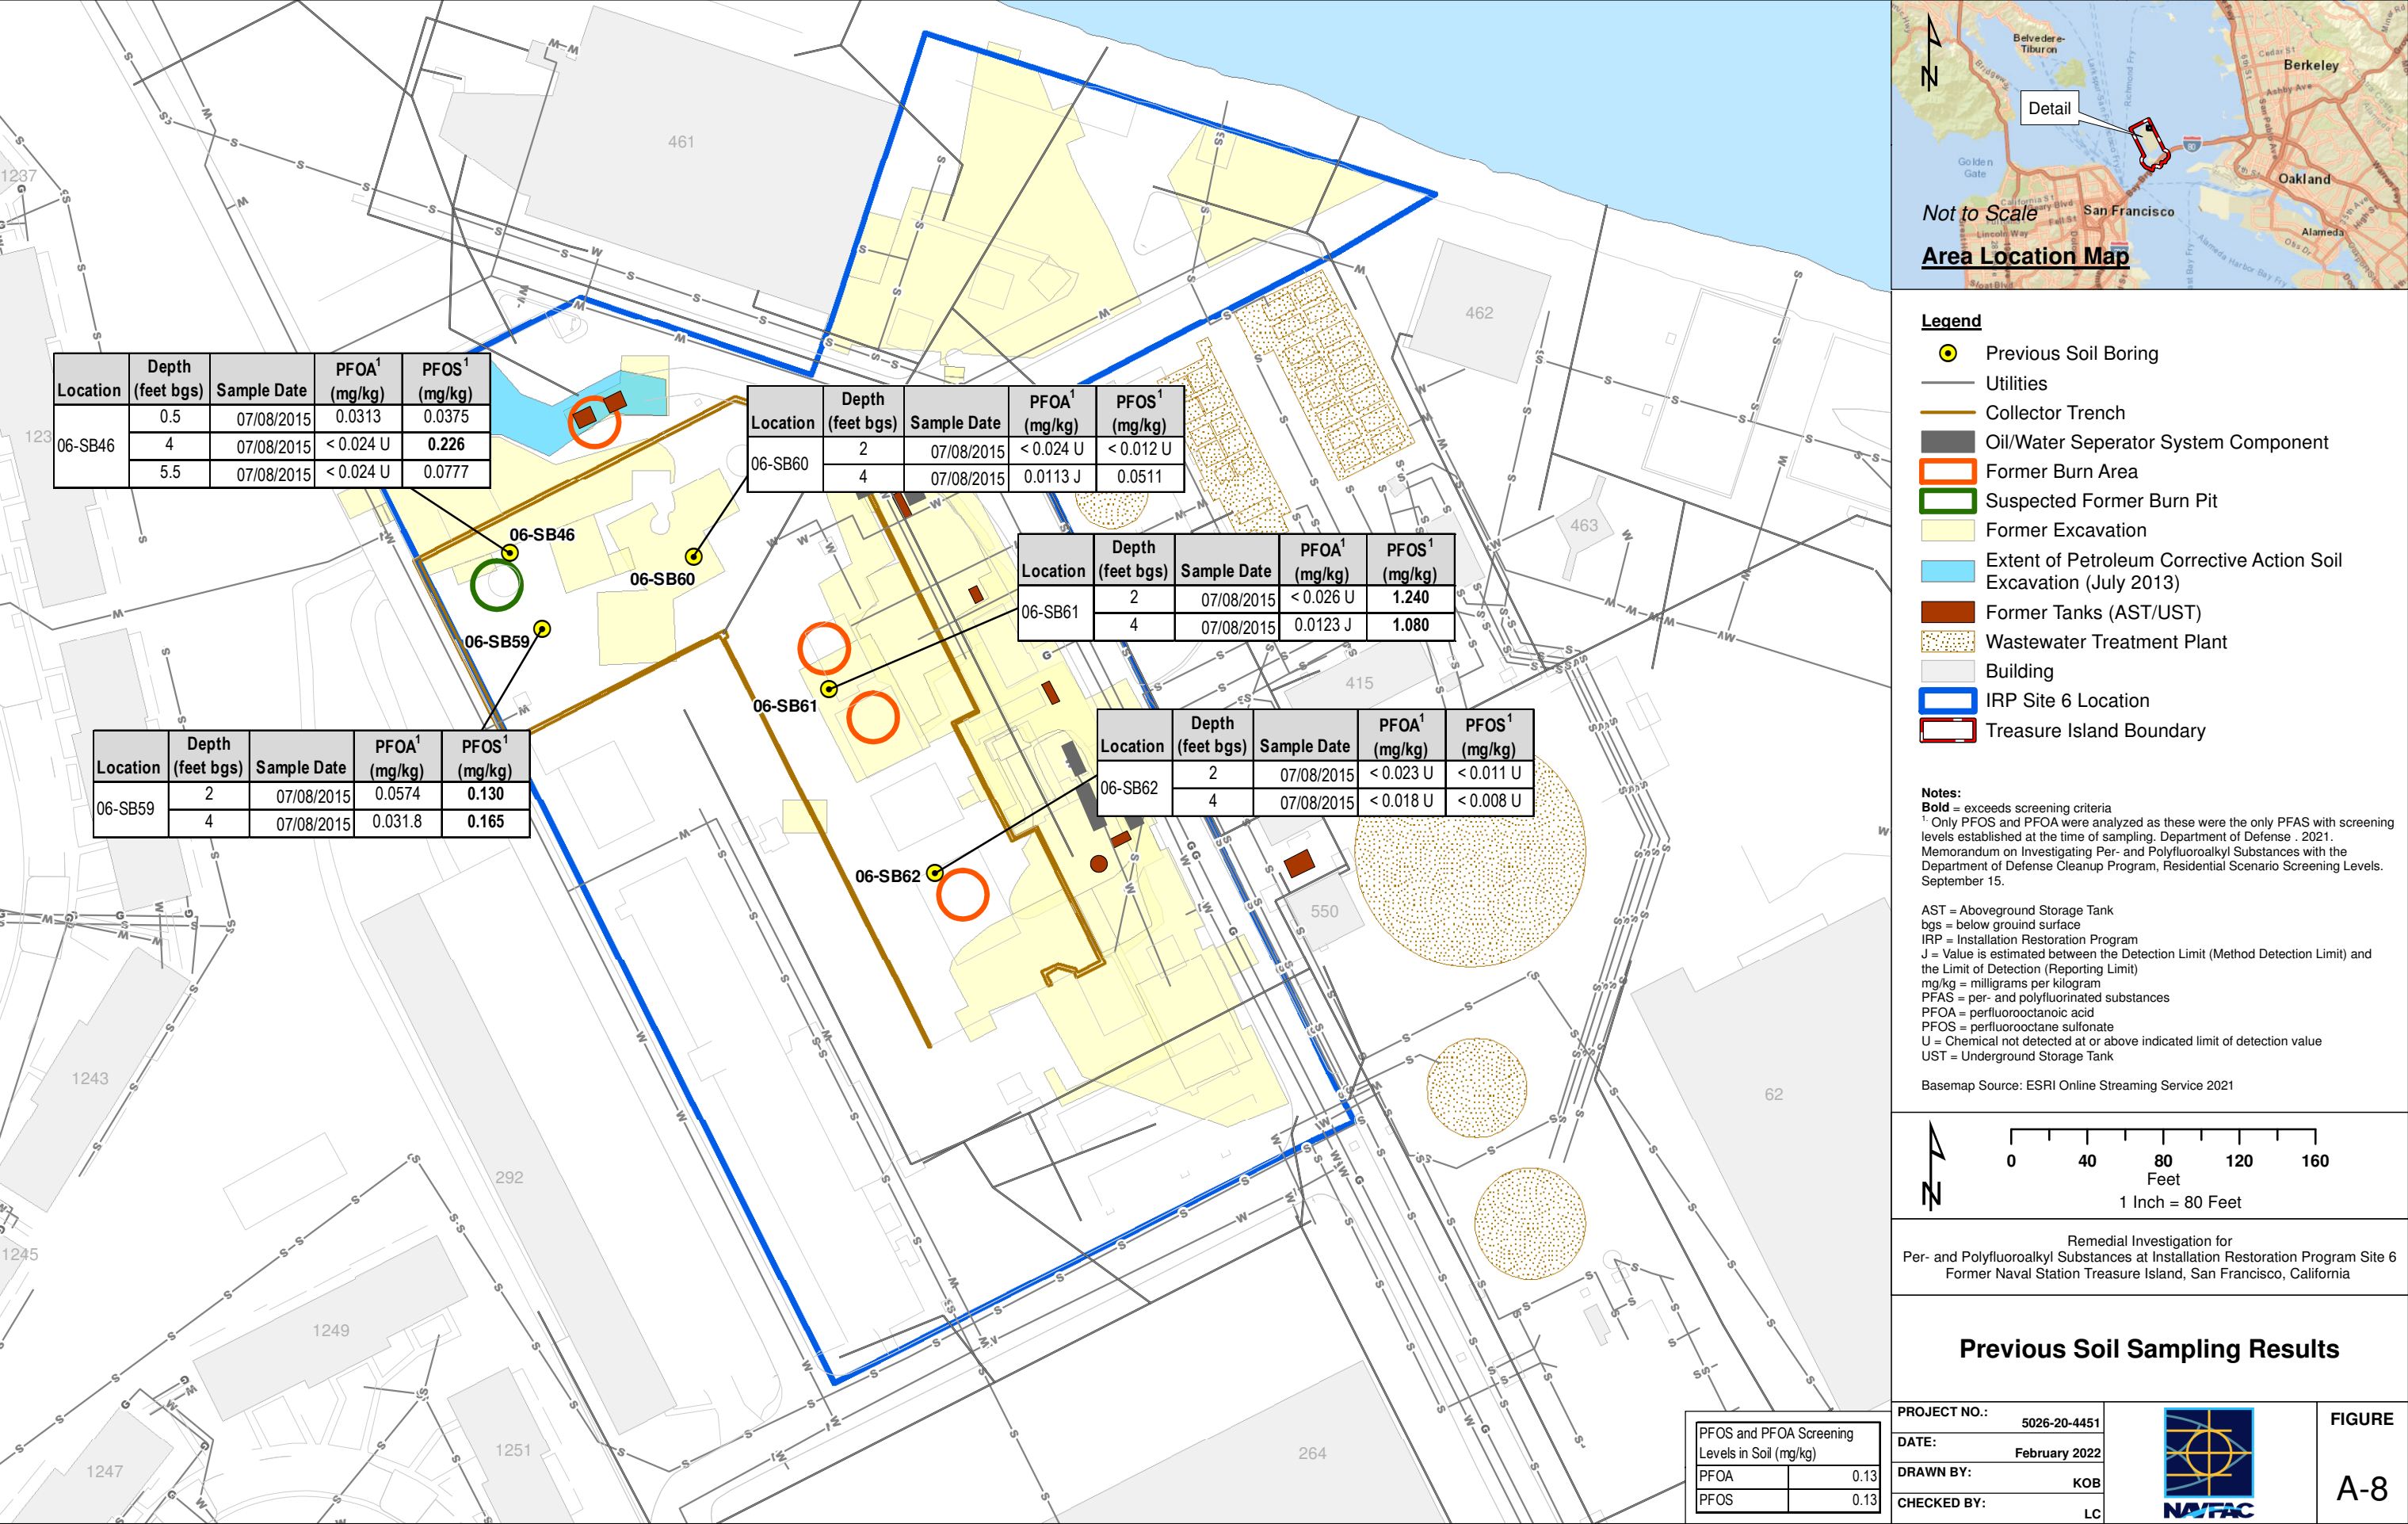 Location | Depth (feet bgs) | Sample Date | PFOA¹ (mg/kg) | PFOS¹ (mg/kg)
06-SB46 | 0.5 | 07/08/2015 | 0.0313 | 0.0375
4 | 07/08/2015 | < 0.024 U | 0.226
5.5 | 07/08/2015 | < 0.024 U | 0.0777
Location | Depth (feet bgs) | Sample Date | PFOA¹ (mg/kg) | PFOS¹ (mg/kg)
06-SB60 | 2 | 07/08/2015 | < 0.024 U | < 0.012 U
4 | 07/08/2015 | 0.0113 J | 0.0511
Location | Depth (feet bgs) | Sample Date | PFOA¹ (mg/kg) | PFOS¹ (mg/kg)
06-SB61 | 2 | 07/08/2015 | < 0.026 U | 1.240
4 | 07/08/2015 | 0.0123 J | 1.080
Location | Depth (feet bgs) | Sample Date | PFOA¹ (mg/kg) | PFOS¹ (mg/kg)
06-SB62 | 2 | 07/08/2015 | < 0.023 U | < 0.011 U
4 | 07/08/2015 | < 0.018 U | < 0.008 U
Location | Depth (feet bgs) | Sample Date | PFOA¹ (mg/kg) | PFOS¹ (mg/kg)
06-SB59 | 2 | 07/08/2015 | 0.0574 | 0.130
4 | 07/08/2015 | 0.031.8 | 0.165
06-SB46
06-SB60
06-SB59
06-SB61
06-SB62
461
1237
462
463
415
550
62
1243
292
1245
1249
1251
1247
264
PFOS and PFOA Screening
Levels in Soil (mg/kg)
PFOA 0.13
PFOS 0.13
N
Belvedere-
Tiburon
Berkeley
Cedar St
Ashby Ave
Detail
80
Golden
Gate
Oakland
San Francisco
Alameda
Lincoln Way
Not to Scale
Area Location Map
Legend
Previous Soil Boring
Utilities
Collector Trench
Oil/Water Seperator System Component
Former Burn Area
Suspected Former Burn Pit
Former Excavation
Extent of Petroleum Corrective Action Soil
Excavation (July 2013)
Former Tanks (AST/UST)
Wastewater Treatment Plant
Building
IRP Site 6 Location
Treasure Island Boundary
Notes:
Bold = exceeds screening criteria
1. Only PFOS and PFOA were analyzed as these were the only PFAS with screening
levels established at the time of sampling. Department of Defense . 2021.
Memorandum on Investigating Per- and Polyfluoroalkyl Substances with the
Department of Defense Cleanup Program, Residential Scenario Screening Levels.
September 15.
AST = Aboveground Storage Tank
bgs = below ground surface
IRP = Installation Restoration Program
J = Value is estimated between the Detection Limit (Method Detection Limit) and
the Limit of Detection (Reporting Limit)
mg/kg = milligrams per kilogram
PFAS = per- and polyfluorinated substances
PFOA = perfluorooctanoic acid
PFOS = perfluorooctane sulfonate
U = Chemical not detected at or above indicated limit of detection value
UST = Underground Storage Tank
Basemap Source: ESRI Online Streaming Service 2021
N
0 40 80 120 160
Feet
1 Inch = 80 Feet
Remedial Investigation for
Per- and Polyfluoroalkyl Substances at Installation Restoration Program Site 6
Former Naval Station Treasure Island, San Francisco, California
Previous Soil Sampling Results
PROJECT NO.: 5026-20-4451
DATE: February 2022
DRAWN BY: KOB
CHECKED BY: LC
NAVFAC
FIGURE
A-8